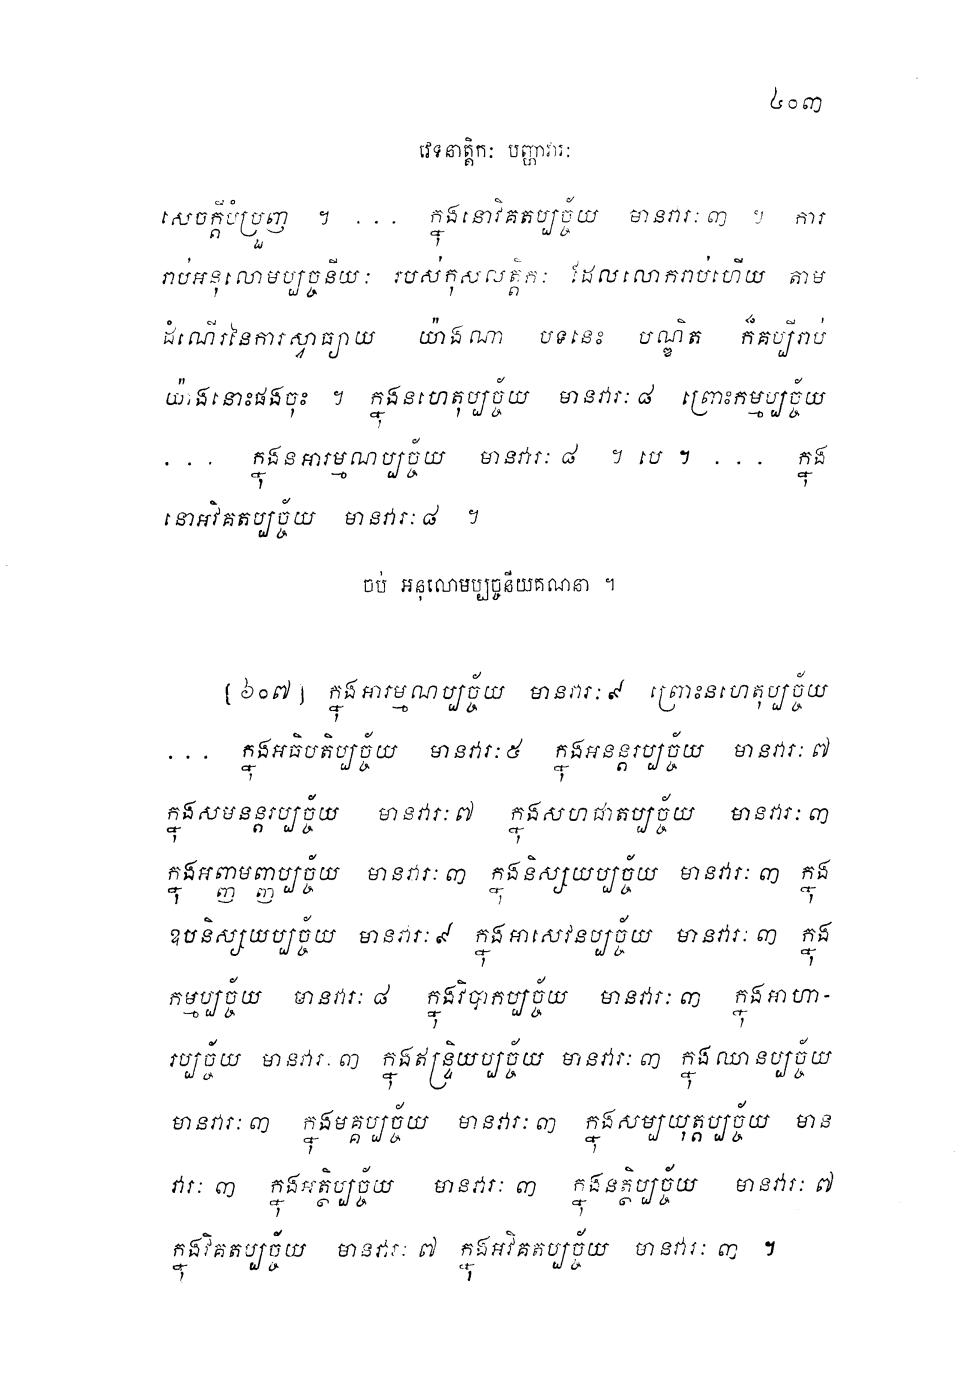 ៤០៣
វេទនាត្តិក: បញ្ហាវារ:
សេចក្តីបំប្រួញ ។ . . . ក្នុងនោវិគតប្បច្ច័យ មានវារ: ៣ ។ ការ
រាប់អនុលោមប្បច្ចនីយ: របស់កុសលត្តិក: ដែលលោករាប់ហើយ តាម
ដំណើរនៃការស្វាធ្យាយ យ៉ាងណា បទនេះ បណ្ឌិត ក៏គប្បីរាប់
យ៉ាងនោះផងចុះ ។ ក្នុងនហេតុប្បច្ច័យ មានវារ: ៨ ព្រោះកម្មប្បច្ច័យ
. . . ក្នុងនអារម្មណប្បច្ច័យ មានវារ: ៨ ។ បេ ។ . . . ក្នុង
នោអវិគតប្បច្ច័យ មានវារ: ៨ ។
ចប់ អនុលោមប្បច្ចនីយគណនា ។
[៦០៧] ក្នុងអារម្មណប្បច្ច័យ មានវារ: ៩ ព្រោះនហេតុប្បច្ច័យ
. . . ក្នុងអធិបតិប្បច្ច័យ មានវារ: ៥ ក្នុងអនន្តរប្បច្ច័យ មានវារ: ៧
ក្នុងសមនន្តរប្បច្ច័យ មានវារ: ៧ ក្នុងសហជាតប្បច្ច័យ មានវារ: ៣
ក្នុងអញ្ញមញ្ញប្បច្ច័យ មានវារ: ៣ ក្នុងនិស្សយប្បច្ច័យ មានវារ: ៣ ក្នុង
ឧបនិស្សយប្បច្ច័យ មានវារ: ៩ ក្នុងអាសេវនប្បច្ច័យ មានវារ: ៣ ក្នុង
កម្មប្បច្ច័យ មានវារ: ៨ ក្នុងវិបាកប្បច្ច័យ មានវារ: ៣ ក្នុងអាហា-
រប្បច្ច័យ មានវារ: ៣ ក្នុងឥន្ទ្រិយប្បច្ច័យ មានវារ: ៣ ក្នុងឈានប្បច្ច័យ
មានវារ: ៣ ក្នុងមគ្គប្បច្ច័យ មានវារ: ៣ ក្នុងសម្បយុត្តប្បច្ច័យ មាន
វារ: ៣ ក្នុងអត្ថិប្បច្ច័យ មានវារ: ៣ ក្នុងនត្ថិប្បច្ច័យ មានវារ: ៧
ក្នុងវិគតប្បច្ច័យ មានវារ: ៧ ក្នុងអវិគតប្បច្ច័យ មានវារ: ៣ ។